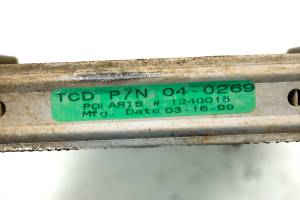 TCD P/N 04-0269
POLARIS # 1240015
Mfg. Date 03-16-99